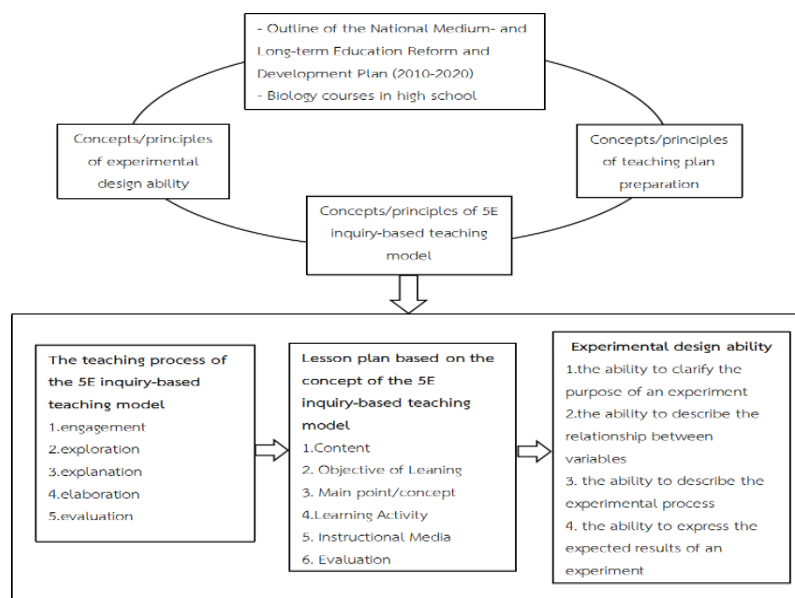 - Outline of the National Medium- and
Long-term Education Reform and
Development Plan (2010-2020)
- Biology courses in high school
Concepts/principles
of experimental
design ability
Concepts/principles
of teaching plan
preparation
Concepts/principles of 5E
inquiry-based teaching
model
The teaching process of
the 5E inquiry-based
teaching model
1.engagement
2.exploration
3.explanation
4.elaboration
5.evaluation
Lesson plan based on the
concept of the 5E
inquiry-based teaching
model
1.Content
2. Objective of Leaning
3. Main point/concept
4.Learning Activity
5. Instructional Media
6. Evaluation
Experimental design ability
1.the ability to clarify the
purpose of an experiment
2.the ability to describe the
relationship between
variables
3. the ability to describe the
experimental process
4. the ability to express the
expected results of an
experiment